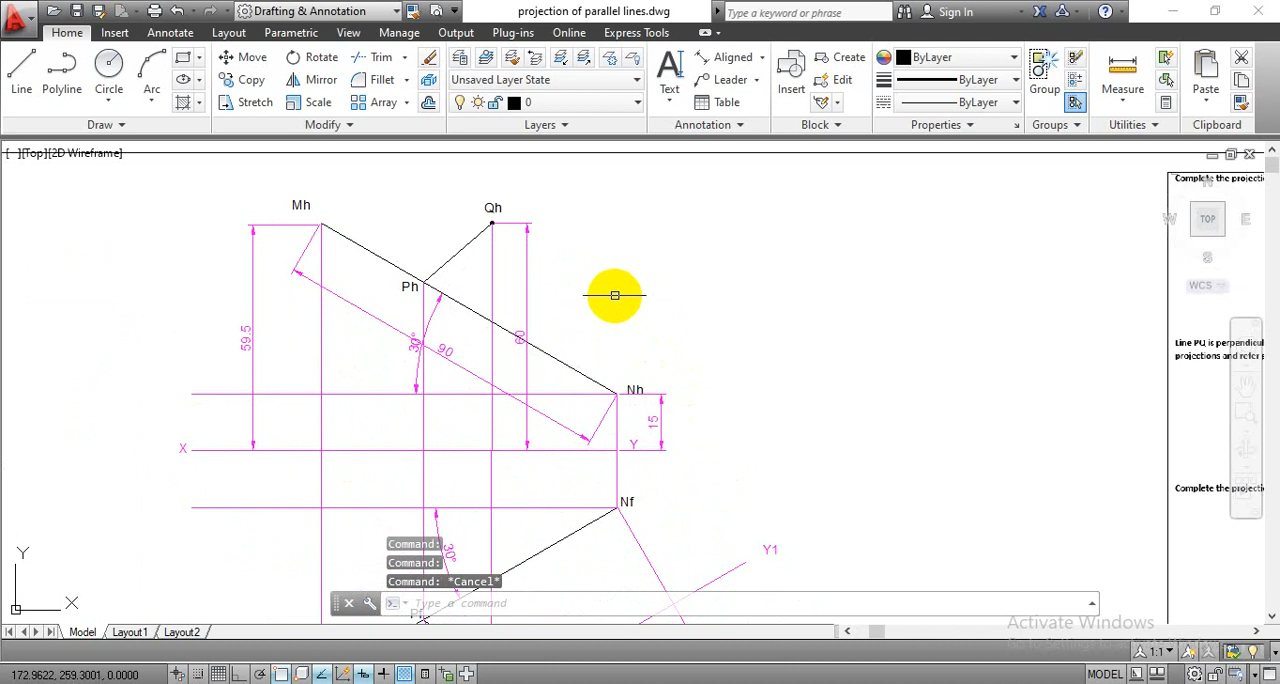 Drafting & Annotation
projection of parallel lines.dwg
Type a keyword or phrase
Sign In
Home Insert Annotate Layout Parametric View Manage Output Plug-ins Online Express Tools
Line Polyline Circle Arc
Move Rotate Trim
Copy Mirror Fillet
Stretch Scale Array
Unsaved Layer State
0
Text
Aligned
Leader
Table
Insert
Create
Edit
ByLayer
ByLayer
ByLayer
Group Measure Paste
Draw Modify Layers Annotation Block Properties Groups Utilities Clipboard
[-][Top][2D Wireframe]
Complete the projecti
N
W TOP E
S
WCS
Line PQ is perpendicul
projections and refer
Complete the projecti
Mh
Qh
Ph
Nh
59.5
30°
90
60
15
X
Y
Nf
30°
Y1
Command:
Command:
Command: *Cancel*
Type a command
Y
X
Activate Windows
Model Layout1 Layout2
1:1
172.9622, 259.3001, 0.0000
MODEL